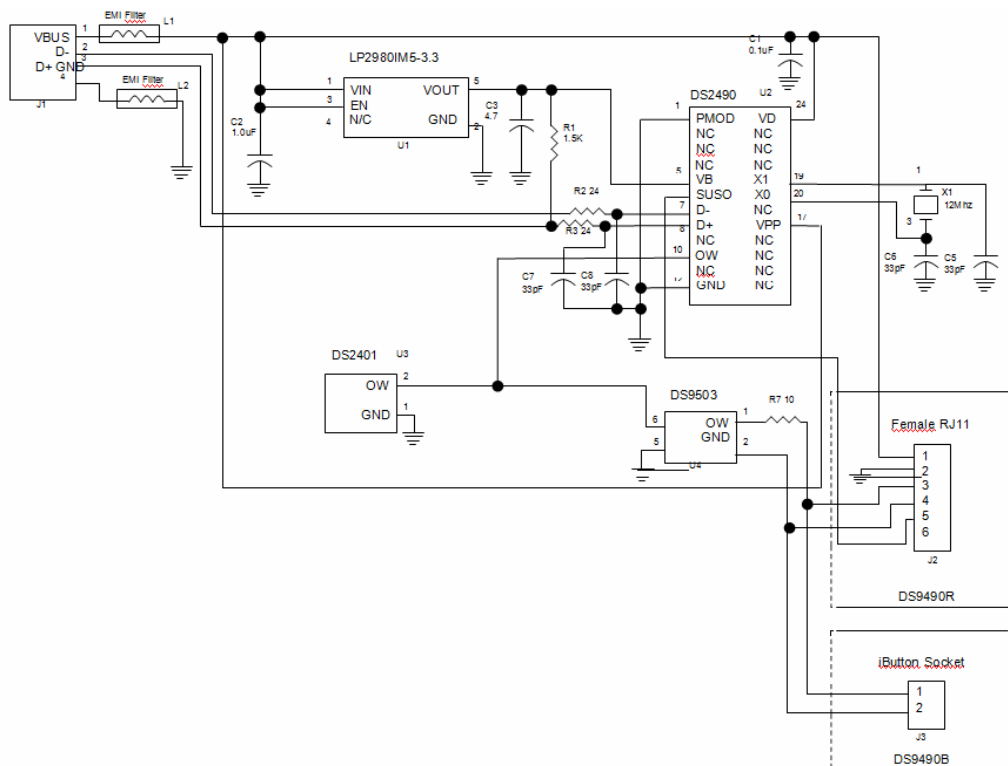 EMI Filter
L1
VBUS
1
D-
2
D+ GND
3
4
J1
EMI Filter
L2
LP2980IM5-3.3
1
VIN
VOUT
5
3
EN
4
N/C
GND
2
U1
C2
1.0uF
C3
4.7
R1
1.5K
C1
0.1uF
DS2490
U2
1
PMOD
VD
24
NC
NC
NC
NC
NC
NC
5
VB
X1
19
SUSO
X0
20
7
D-
NC
8
D+
VPP
17
NC
NC
10
OW
NC
NC
NC
GND
NC
R2 24
R3 24
C7
33pF
C8
33pF
1
X1
12Mhz
3
C6
33pF
C5
33pF
DS2401
U3
OW
2
GND
1
DS9503
6
OW
1
5
GND
2
U4
R7 10
Female RJ11
1
2
3
4
5
6
J2
DS9490R
iButton Socket
1
2
J3
DS9490B